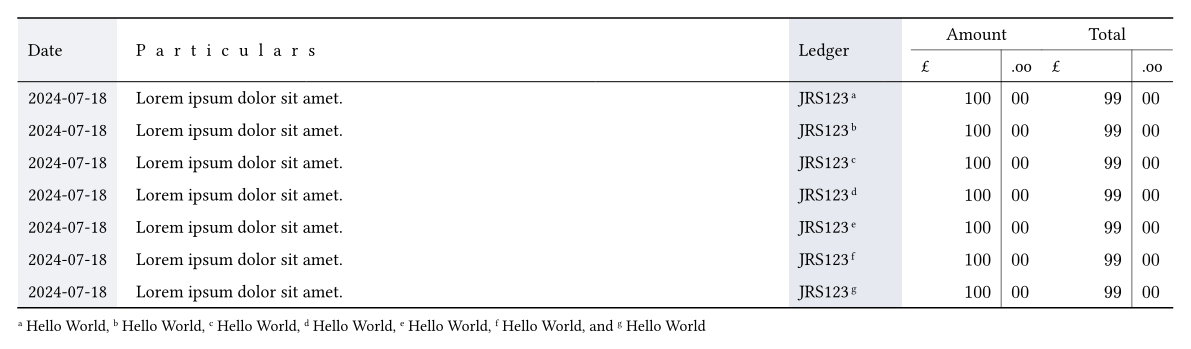 Date Particulars Ledger Amount Total
£ .oo £ .oo
2024-07-18 Lorem ipsum dolor sit amet. JRS123 a 100 00 99 00
2024-07-18 Lorem ipsum dolor sit amet. JRS123 b 100 00 99 00
2024-07-18 Lorem ipsum dolor sit amet. JRS123 c 100 00 99 00
2024-07-18 Lorem ipsum dolor sit amet. JRS123 d 100 00 99 00
2024-07-18 Lorem ipsum dolor sit amet. JRS123 e 100 00 99 00
2024-07-18 Lorem ipsum dolor sit amet. JRS123 f 100 00 99 00
2024-07-18 Lorem ipsum dolor sit amet. JRS123 g 100 00 99 00
a Hello World, b Hello World, c Hello World, d Hello World, e Hello World, f Hello World, and g Hello World